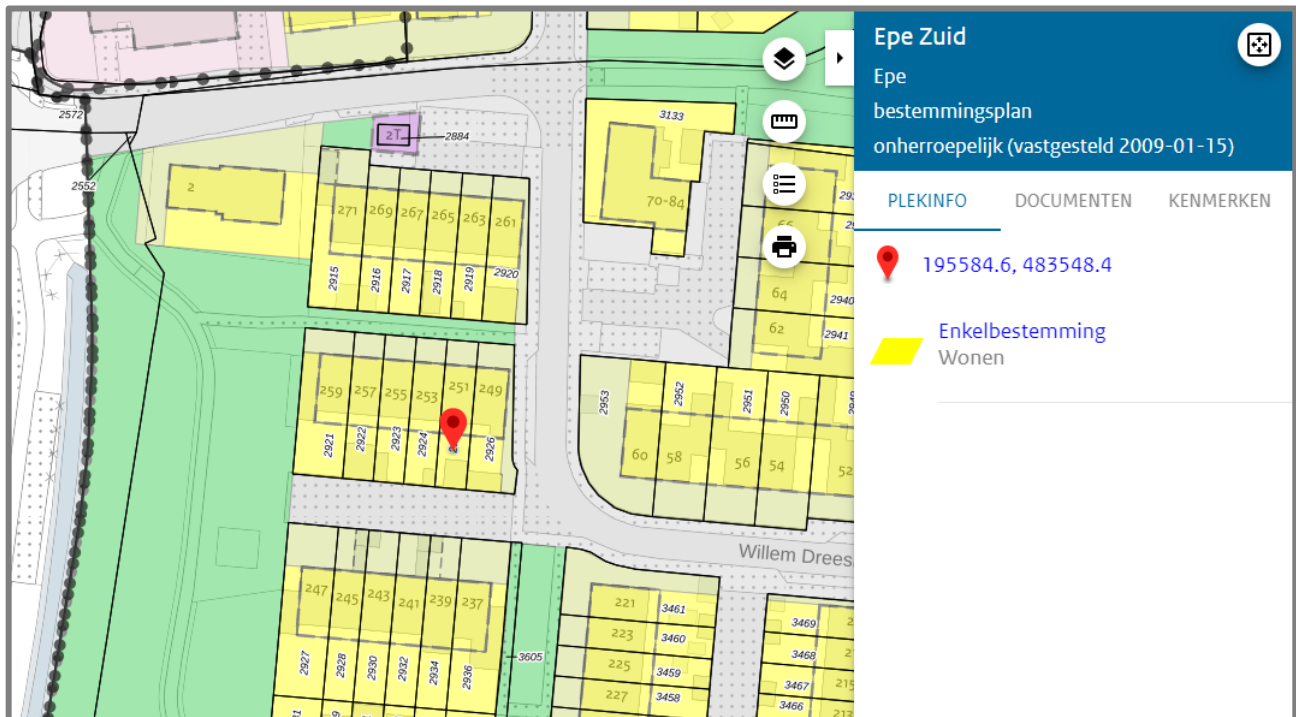 Epe Zuid
Epe
bestemmingsplan
onherroepelijk (vastgesteld 2009-01-15)
PLEKINFO DOCUMENTEN KENMERKEN
195584.6, 483548.4
Enkelbestemming
Wonen
2572
2T
2884
3133
2552
2
271 269 267 265 263 261
70-84
2915 2916 2917 2918 2919 2920
64
2940
62
2941
259 257 255 253 251 249
2953 2952 2951 2950
2921 2922 2923 2924 2926
60 58 56 54 52
Willem Drees
247 245 243 241 239 237
221
3461
3469
223
3460
3468
3605
225
3459
3467
2927 2928 2930 2932 2934 2936
227
3458
3466
215
213